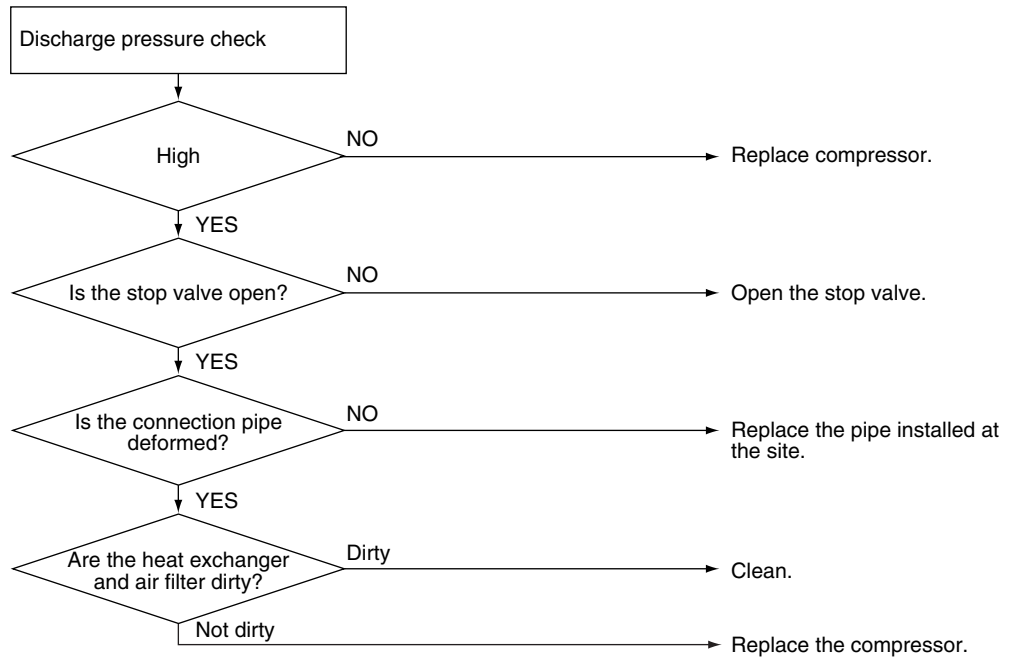 Discharge pressure check
High
NO
Replace compressor.
YES
Is the stop valve open?
NO
Open the stop valve.
YES
Is the connection pipe
deformed?
NO
Replace the pipe installed at
the site.
YES
Are the heat exchanger
and air filter dirty?
Dirty
Clean.
Not dirty
Replace the compressor.